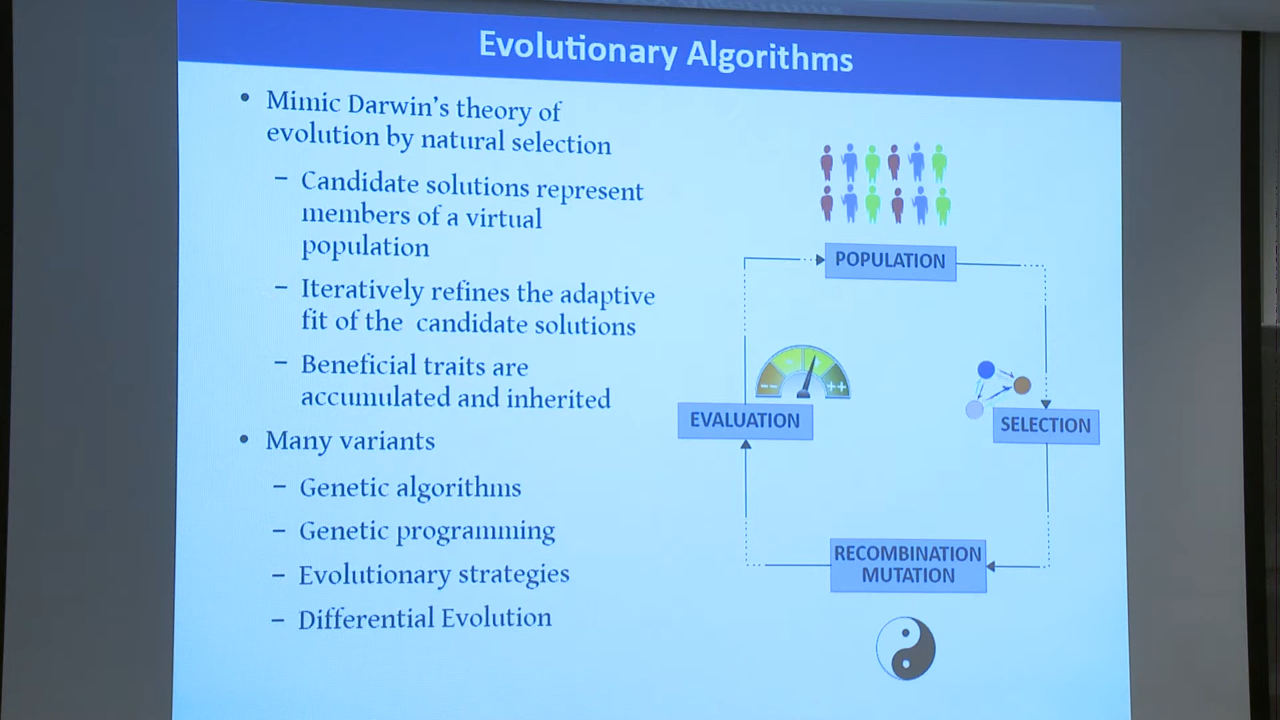 Evolutionary Algorithms
• Mimic Darwin's theory of
evolution by natural selection
– Candidate solutions represent
members of a virtual
population
– Iteratively refines the adaptive
fit of the candidate solutions
– Beneficial traits are
accumulated and inherited
• Many variants
– Genetic algorithms
– Genetic programming
– Evolutionary strategies
– Differential Evolution
POPULATION
-- ++
EVALUATION
SELECTION
RECOMBINATION
MUTATION